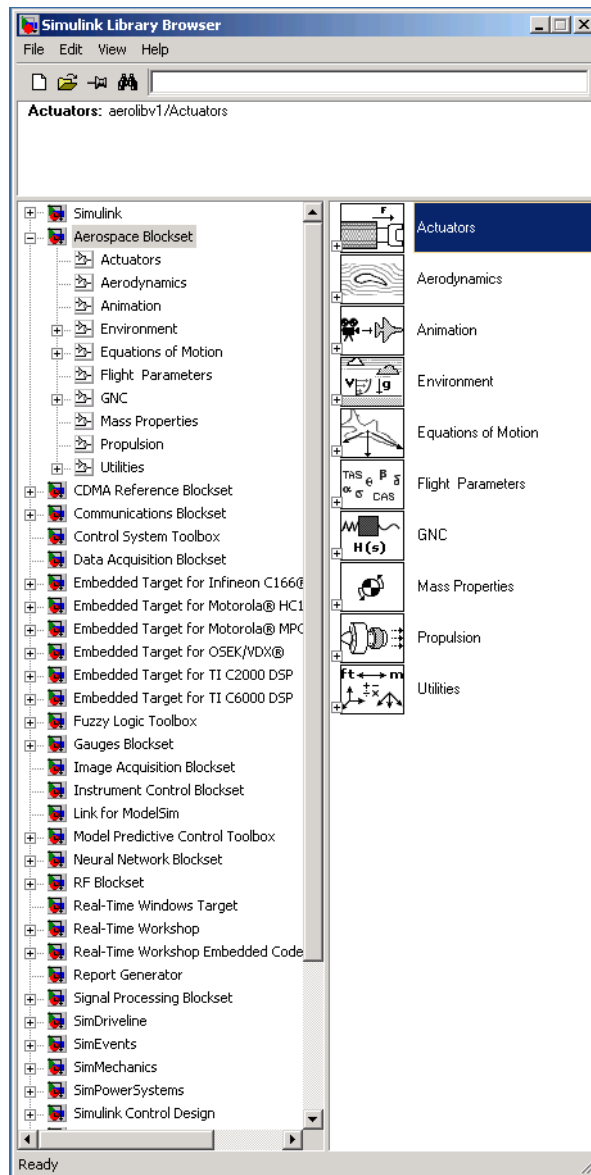 Simulink Library Browser
File Edit View Help
Actuators: aerolibv1/Actuators
Simulink
Aerospace Blockset
Actuators
Aerodynamics
Animation
Environment
Equations of Motion
Flight Parameters
GNC
Mass Properties
Propulsion
Utilities
CDMA Reference Blockset
Communications Blockset
Control System Toolbox
Data Acquisition Blockset
Embedded Target for Infineon C166®
Embedded Target for Motorola® HC1
Embedded Target for Motorola® MPC
Embedded Target for OSEK/VDX®
Embedded Target for TI C2000 DSP
Embedded Target for TI C6000 DSP
Fuzzy Logic Toolbox
Gauges Blockset
Image Acquisition Blockset
Instrument Control Blockset
Link for ModelSim
Model Predictive Control Toolbox
Neural Network Blockset
RF Blockset
Real-Time Windows Target
Real-Time Workshop
Real-Time Workshop Embedded Code
Report Generator
Signal Processing Blockset
SimDriveline
SimEvents
SimMechanics
SimPowerSystems
Simulink Control Design
F
Actuators
Aerodynamics
Animation
V g
Environment
Equations of Motion
TAS θ β δ
α σ CAS
Flight Parameters
H(s)
GNC
Mass Properties
Propulsion
ft m
Utilities
Ready